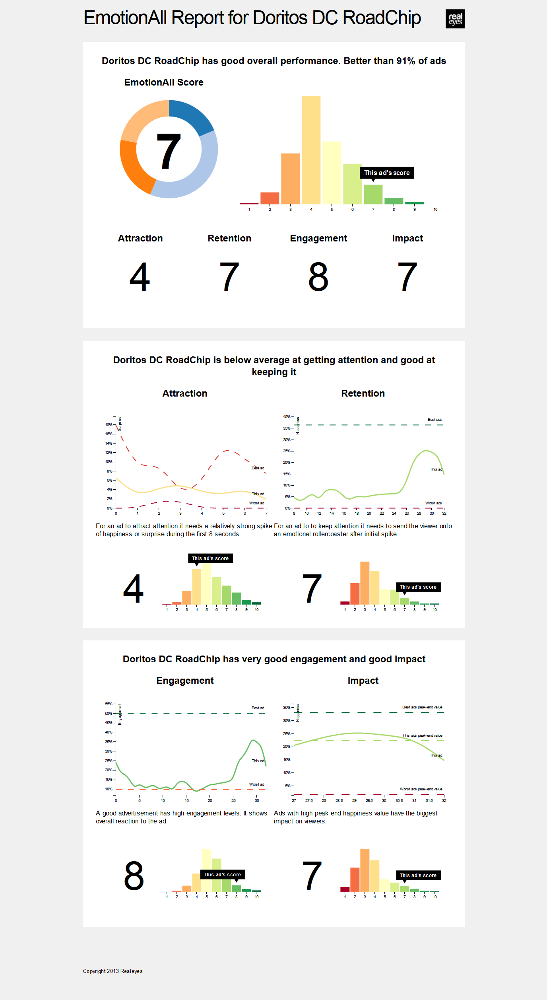 EmotionAll Report for Doritos DC RoadChip
real
eyes
Doritos DC RoadChip has good overall performance. Better than 91% of ads
EmotionAll Score
7
This ad's score
1 2 3 4 5 6 7 8 9 10
Attraction Retention Engagement Impact
4 7 8 7
Doritos DC RoadChip is below average at getting attention and good at
keeping it
Attraction
Surprise
18%
16%
14%
12%
10%
8%
6%
4%
2%
0%
Best ad
This ad
Worst ad
0 1 2 3 4 5 6 7
For an ad to attract attention it needs a relatively strong spike
of happiness or surprise during the first 8 seconds.
4
This ad's score
1 2 3 4 5 6 7 8 9 10
Retention
Happiness
40%
35%
30%
25%
20%
15%
10%
5%
0%
Best ads
This ad
Worst ads
8 10 12 14 16 18 20 22 24 26 28 30 32
For an ad to to keep attention it needs to send the viewer onto
an emotional rollercoaster after initial spike.
7
This ad's score
1 2 3 4 5 6 7 8 9 10
Doritos DC RoadChip has very good engagement and good impact
Engagement
Engagement
55%
50%
45%
40%
35%
30%
25%
20%
15%
10%
Best ad
This ad
Worst ad
0 5 10 15 20 25 30
A good advertisement has high engagement levels. It shows
overall reaction to the ad.
8
This ad's score
1 2 3 4 5 6 7 8 9 10
Impact
Happiness
35%
30%
25%
20%
15%
10%
5%
Best ads peak-end value
This ads peak-end value
This ad
Worst ads peak-end value
27 27.5 28 28.5 29 29.5 30 30.5 31 31.5 32
Ads with high peak-end happiness value have the biggest
impact on viewers.
7
This ad's score
1 2 3 4 5 6 7 8 9 10
Copyright 2013 Realeyes